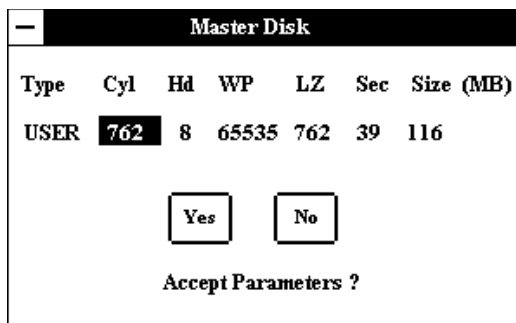 Master Disk
Type Cyl Hd WP LZ Sec Size (MB)
USER 762 8 65535 762 39 116
Yes No
Accept Parameters ?